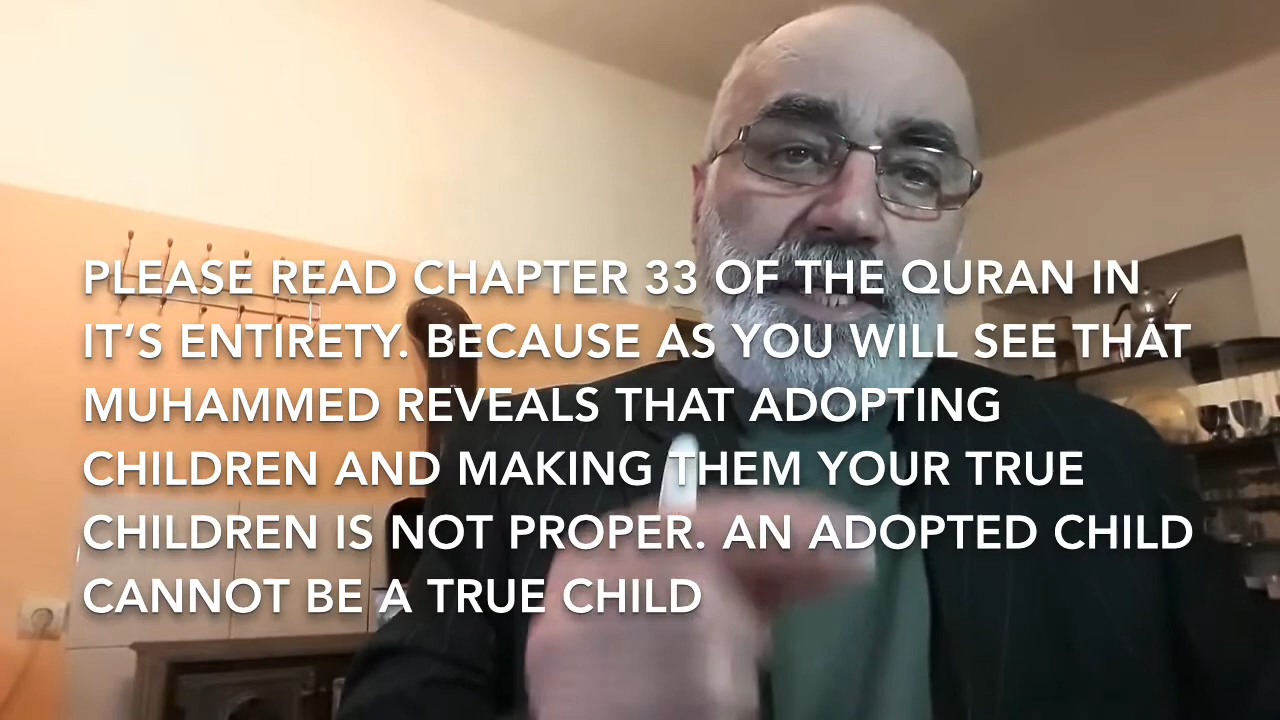 PLEASE READ CHAPTER 33 OF THE QURAN IN
IT’S ENTIRETY. BECAUSE AS YOU WILL SEE THAT
MUHAMMED REVEALS THAT ADOPTING
CHILDREN AND MAKING THEM YOUR TRUE
CHILDREN IS NOT PROPER. AN ADOPTED CHILD
CANNOT BE A TRUE CHILD